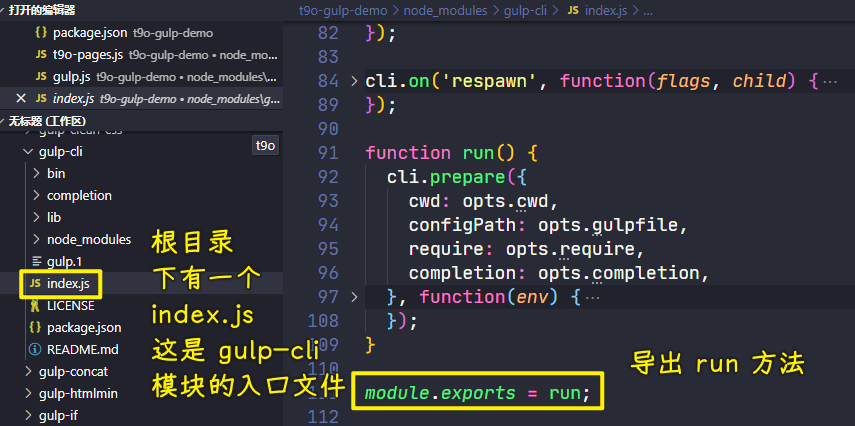 打开的编辑器
package.json t9o-gulp-demo
JS t9o-pages.js t9o-gulp-demo • node_mo...
JS gulp.js t9o-gulp-demo • node_modules\...
JS index.js t9o-gulp-demo • node_modules\g...
无标题 (工作区)
gulp-clean-css
gulp-cli
t9o
bin
completion
lib
node_modules
gulp.1
JS index.js
LICENSE
package.json
README.md
gulp-concat
gulp-htmlmin
gulp-if
根目录
下有一个
index.js
这是 gulp-cli
模块的入口文件
t9o-gulp-demo > node_modules > gulp-cli > JS index.js > ...
82 });
83
84 cli.on('respawn', function(flags, child) {...
89 });
90
91 function run() {
92 cli.prepare({
93 cwd: opts.cwd,
94 configPath: opts.gulpfile,
95 require: opts.require,
96 completion: opts.completion,
97 }, function(env) {...
108 });
109 }
110
module.exports = run;
112
导出 run 方法